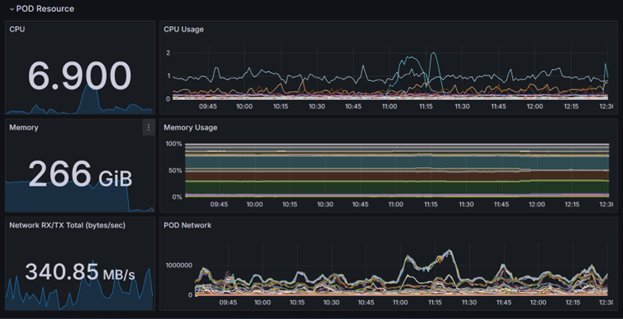 POD Resource
CPU
6.900
CPU Usage
2
1
0
09:45 10:00 10:15 10:30 10:45 11:00 11:15 11:30 11:45 12:00 12:15 12:30
Memory
266 GiB
Memory Usage
100%
50%
0%
09:45 10:00 10:15 10:30 10:45 11:00 11:15 11:30 11:45 12:00 12:15 12:30
Network RX/TX Total (bytes/sec)
340.85 MB/s
POD Network
1000000
0
09:45 10:00 10:15 10:30 10:45 11:00 11:15 11:30 11:45 12:00 12:15 12:30